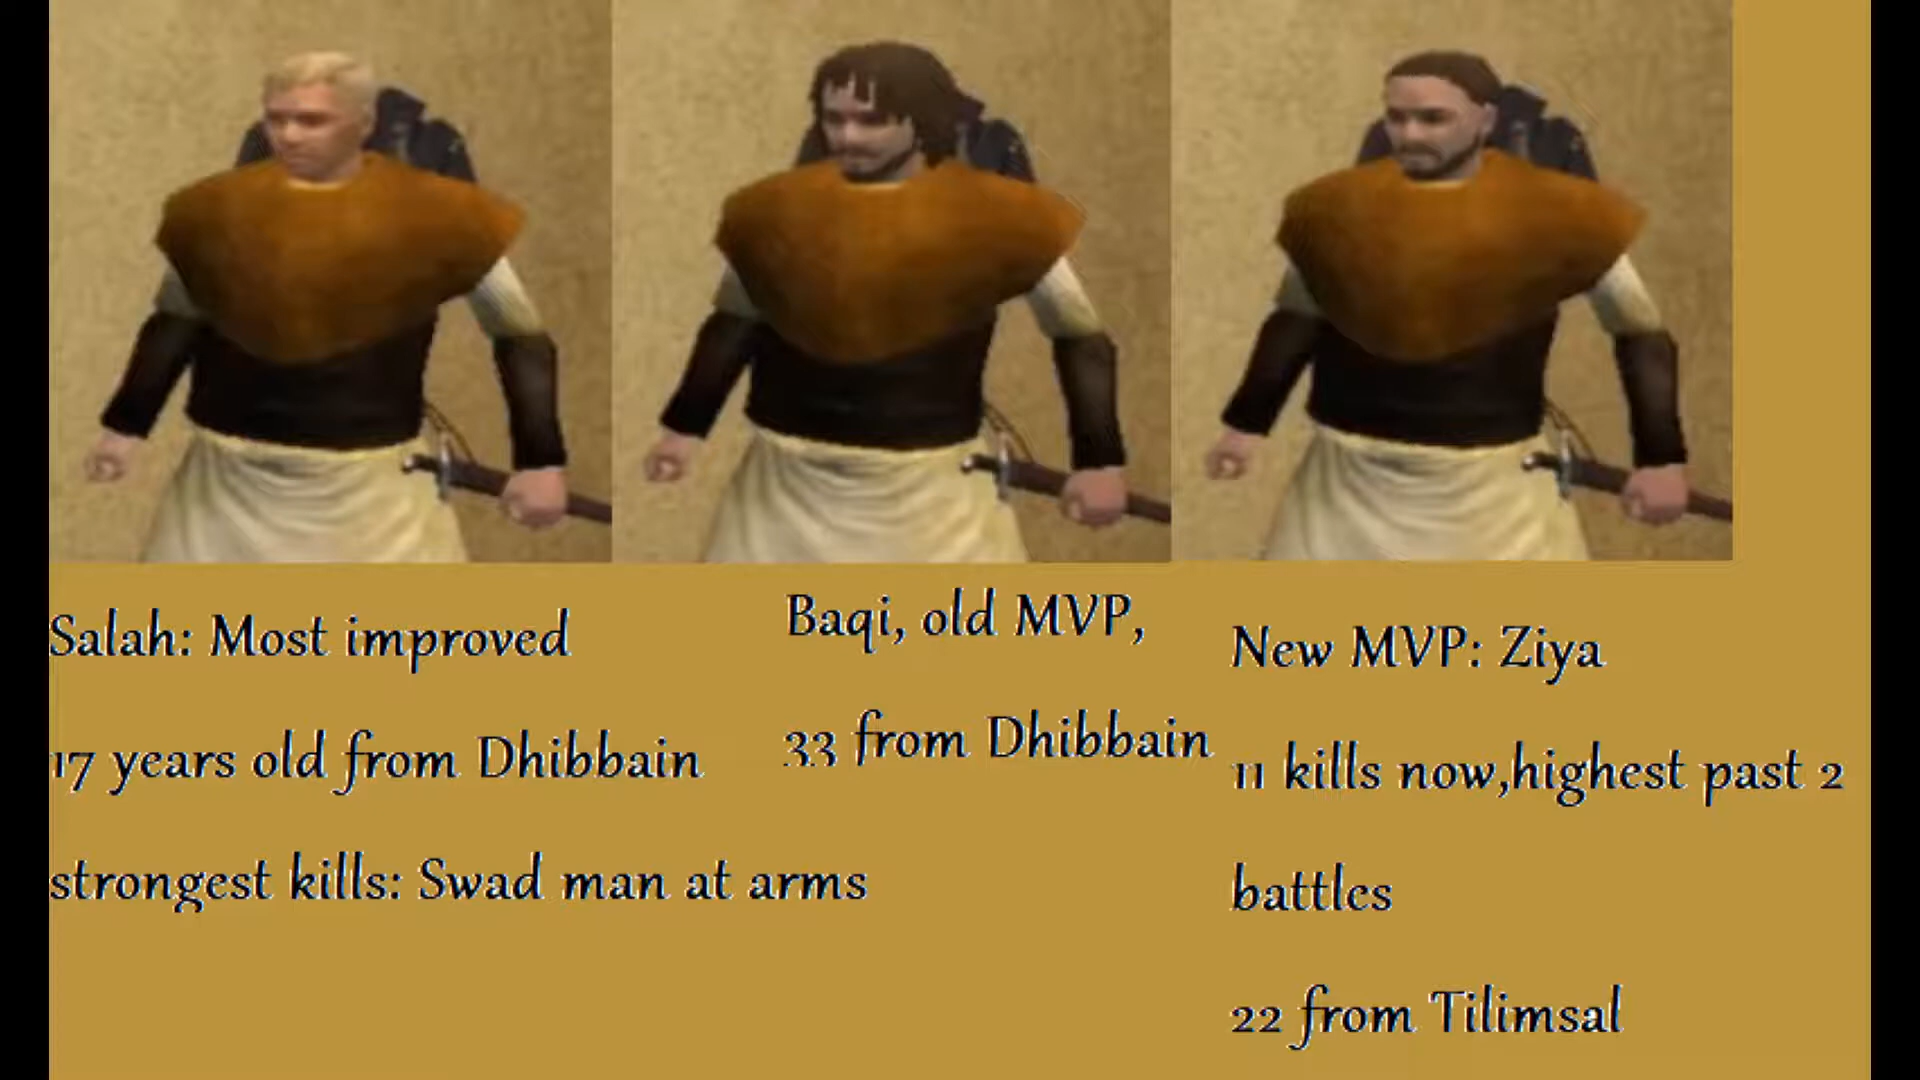 Salah: Most improved
17 years old from Dhibbain
strongest kills: Swad man at arms
Baqi, old MVP,
33 from Dhibbain
New MVP: Ziya
11 kills now,highest past 2
battles
22 from Tilimsal